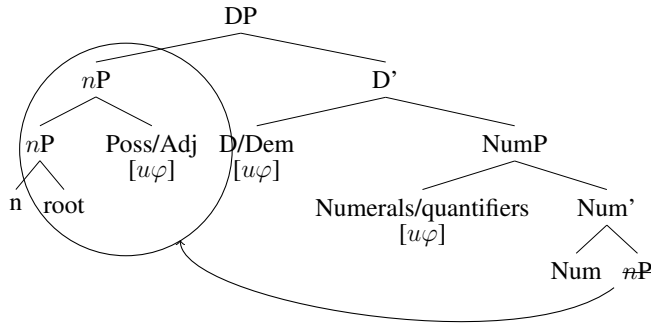 DP
nP D’
nP Poss/Adj D/Dem NumP
[uφ] [uφ]
n root Numerals/quantifiers Num’
[uφ]
Num nP